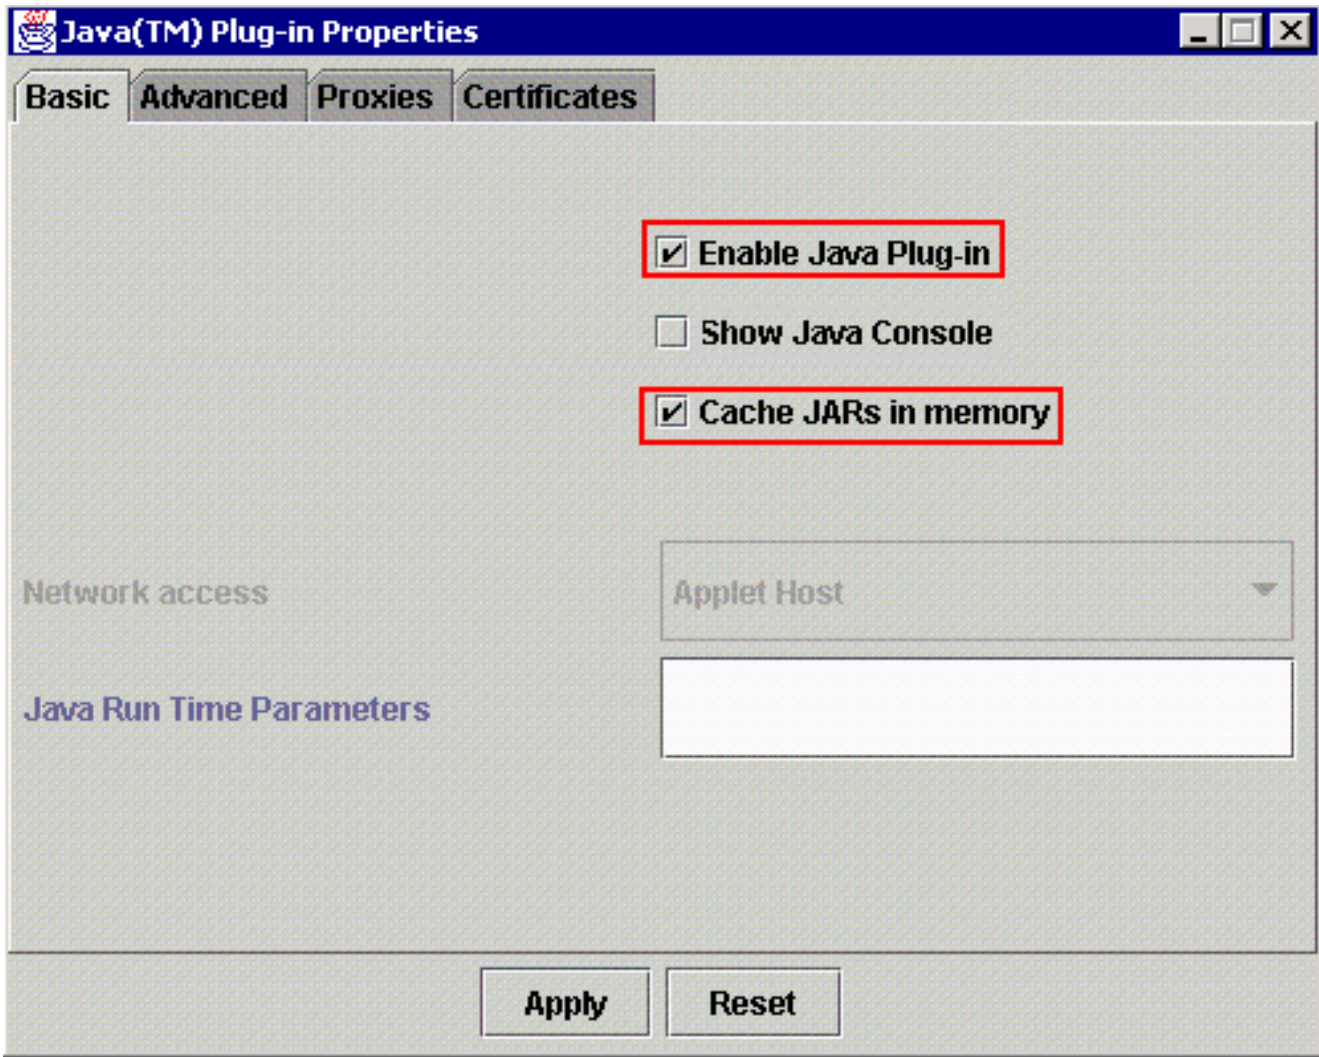 Java(TM) Plug-in Properties
Basic Advanced Proxies Certificates
Enable Java Plug-in
Show Java Console
Cache JARs in memory
Network access Applet Host
Java Run Time Parameters
Apply Reset